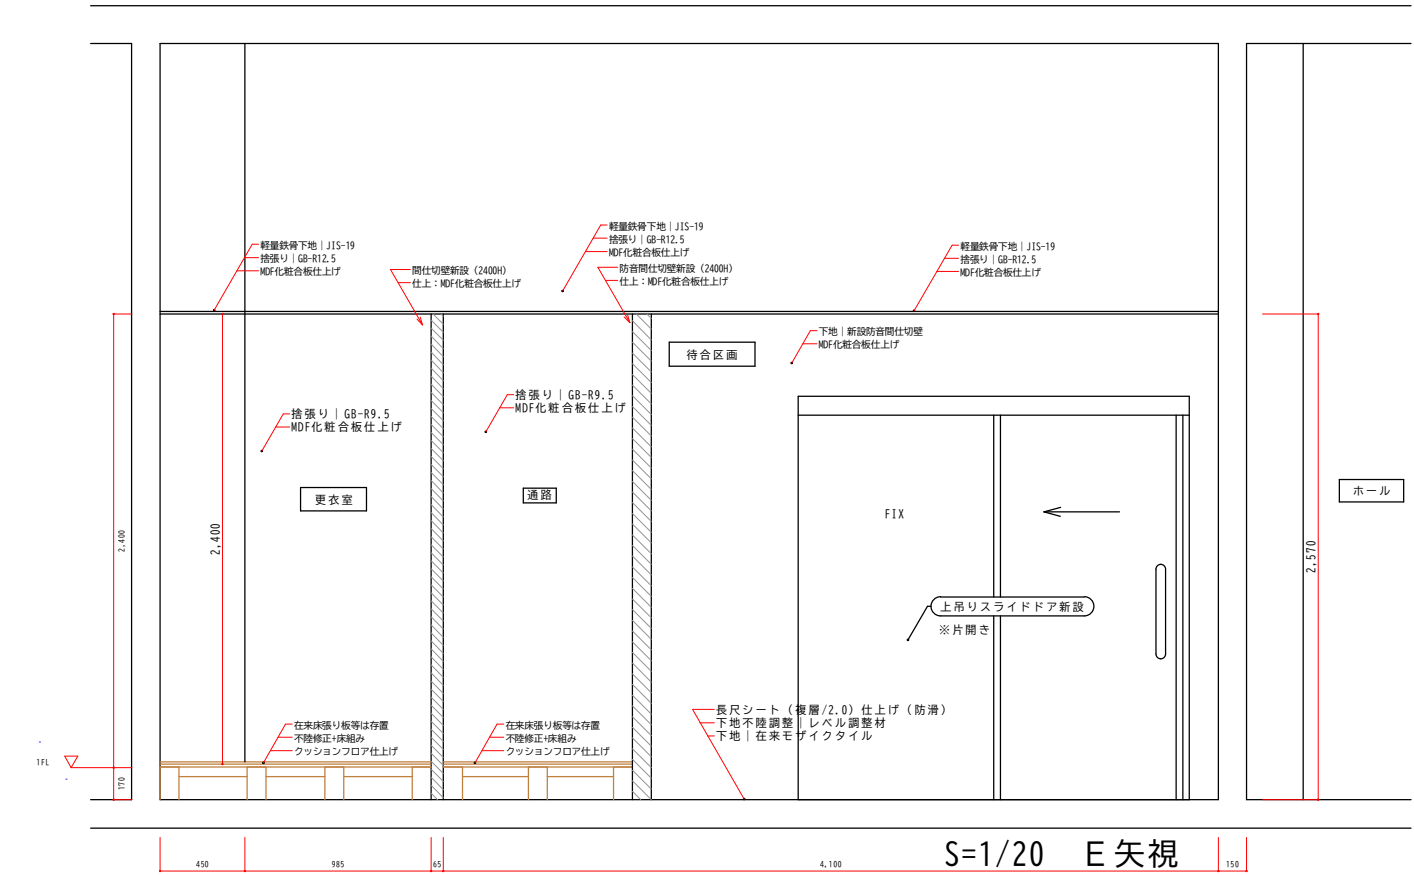 軽量鉄骨下地｜JIS-19
捨張り｜GB-R12.5
MDF化粧合板仕上げ
間仕切壁新設（2400H）
仕上：MDF化粧合板仕上げ
軽量鉄骨下地｜JIS-19
捨張り｜GB-R12.5
MDF化粧合板仕上げ
防音間仕切壁新設（2400H）
仕上：MDF化粧合板仕上げ
軽量鉄骨下地｜JIS-19
捨張り｜GB-R12.5
MDF化粧合板仕上げ
下地｜新設防音間仕切壁
MDF化粧合板仕上げ
待合区画
捨張り｜GB-R9.5
MDF化粧合板仕上げ
捨張り｜GB-R9.5
MDF化粧合板仕上げ
更衣室
通路
ホール
FIX
2,400
2,400
2,570
上吊りスライドドア新設
※片開き
在来床張り板等は存置
不陸修正+床組み
クッションフロア仕上げ
在来床張り板等は存置
不陸修正+床組み
クッションフロア仕上げ
長尺シート（複層/2.0）仕上げ（防滑）
下地不陸調整｜レベル調整材
下地｜在来モザイクタイル
1FL
170
450
985
65
4,100
150
S=1/20　E矢視